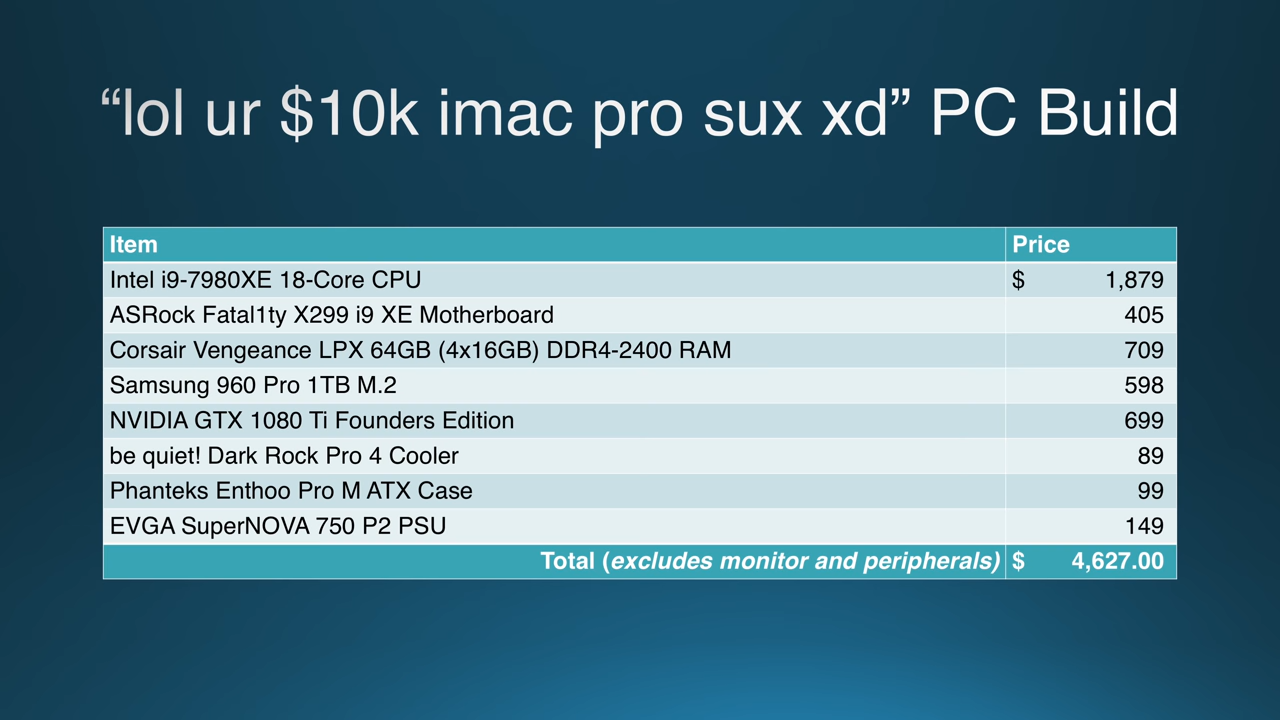 “lol ur $10k imac pro sux xd” PC Build
Item Price
Intel i9-7980XE 18-Core CPU $ 1,879
ASRock Fatal1ty X299 i9 XE Motherboard 405
Corsair Vengeance LPX 64GB (4x16GB) DDR4-2400 RAM 709
Samsung 960 Pro 1TB M.2 598
NVIDIA GTX 1080 Ti Founders Edition 699
be quiet! Dark Rock Pro 4 Cooler 89
Phanteks Enthoo Pro M ATX Case 99
EVGA SuperNOVA 750 P2 PSU 149
Total (excludes monitor and peripherals) $ 4,627.00